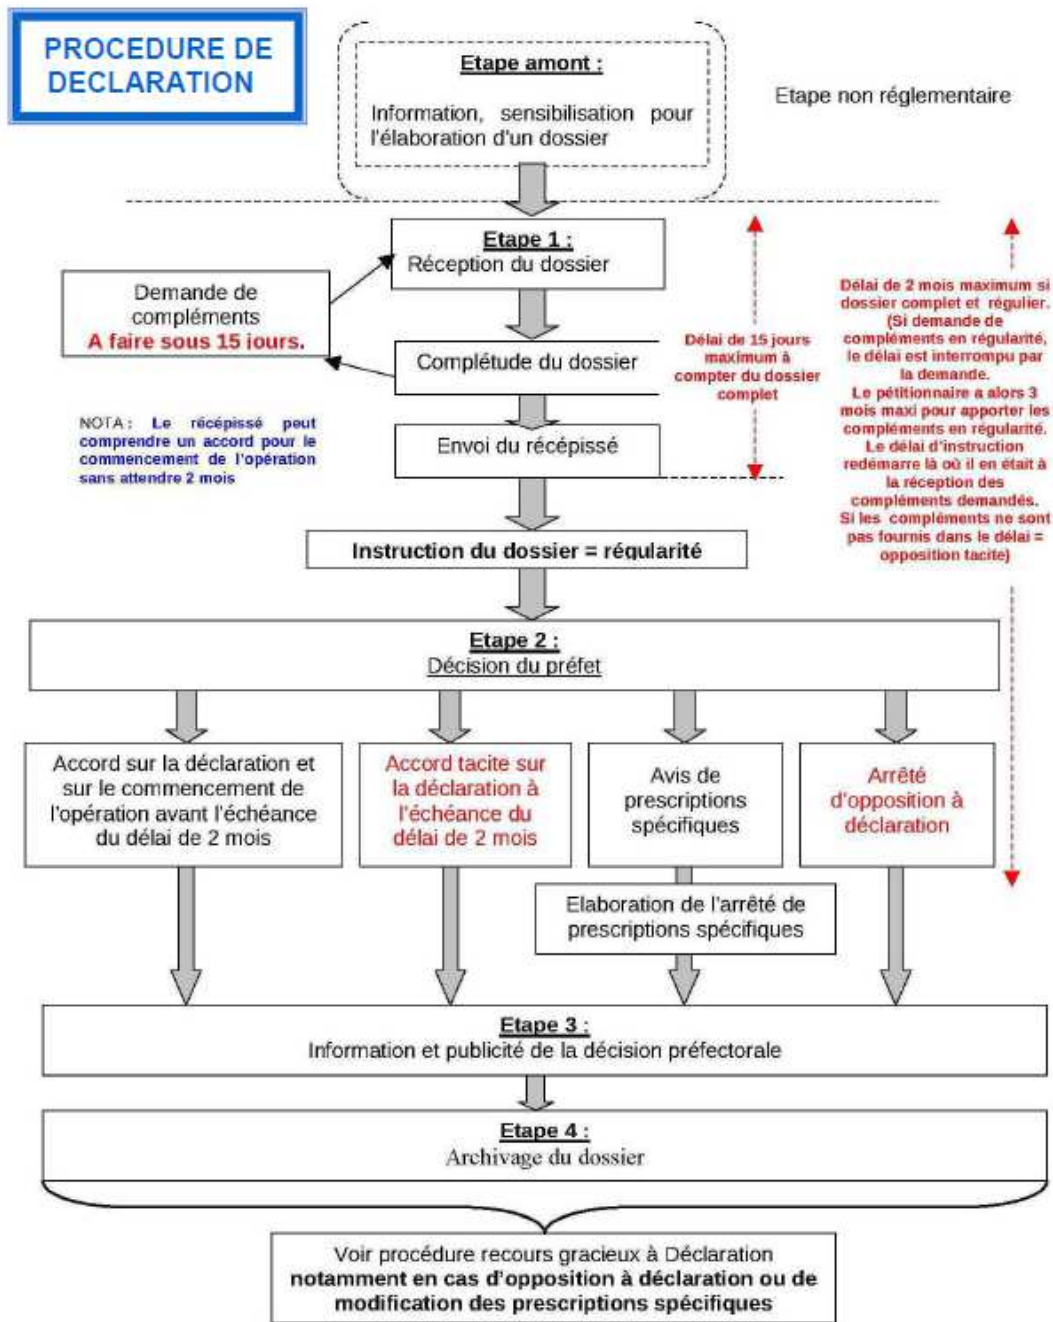 PROCEDURE DE
DECLARATION
Etape amont :
Information, sensibilisation pour
l'élaboration d'un dossier
Etape non réglementaire
Etape 1 :
Réception du dossier
Demande de
compléments
A faire sous 15 jours.
Complétude du dossier
Délai de 15 jours
maximum à
compter du dossier
complet
Délai de 2 mois maximum si
dossier complet et régulier.
(Si demande de
compléments en régularité,
le délai est interrompu par
la demande.
Le pétitionnaire a alors 3
mois maxi pour apporter les
compléments en régularité.
Le délai d'instruction
redémarre là où il en était à
la réception des
compléments demandés.
Si les compléments ne sont
pas fournis dans le délai =
opposition tacite)
NOTA : Le récépissé peut
comprendre un accord pour le
commencement de l'opération
sans attendre 2 mois
Envoi du récépissé
Instruction du dossier = régularité
Etape 2 :
Décision du préfet
Accord sur la déclaration et
sur le commencement de
l'opération avant l'échéance
du délai de 2 mois
Accord tacite sur
la déclaration à
l'échéance du
délai de 2 mois
Avis de
prescriptions
spécifiques
Arrêté
d'opposition à
déclaration
Elaboration de l'arrêté de
prescriptions spécifiques
Etape 3 :
Information et publicité de la décision préfectorale
Etape 4 :
Archivage du dossier
Voir procédure recours gracieux à Déclaration
notamment en cas d'opposition à déclaration ou de
modification des prescriptions spécifiques